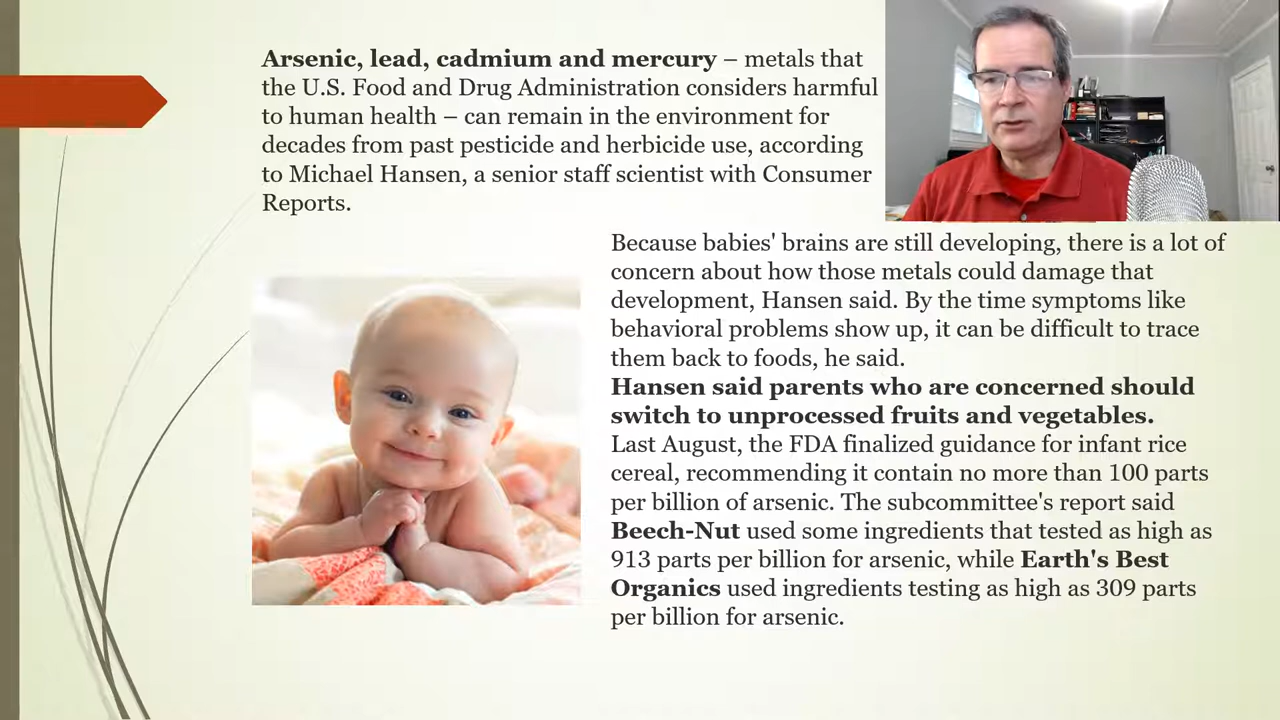 Arsenic, lead, cadmium and mercury – metals that
the U.S. Food and Drug Administration considers harmful
to human health – can remain in the environment for
decades from past pesticide and herbicide use, according
to Michael Hansen, a senior staff scientist with Consumer
Reports.
Because babies' brains are still developing, there is a lot of
concern about how those metals could damage that
development, Hansen said. By the time symptoms like
behavioral problems show up, it can be difficult to trace
them back to foods, he said.
Hansen said parents who are concerned should
switch to unprocessed fruits and vegetables.
Last August, the FDA finalized guidance for infant rice
cereal, recommending it contain no more than 100 parts
per billion of arsenic. The subcommittee's report said
Beech-Nut used some ingredients that tested as high as
913 parts per billion for arsenic, while Earth's Best
Organics used ingredients testing as high as 309 parts
per billion for arsenic.